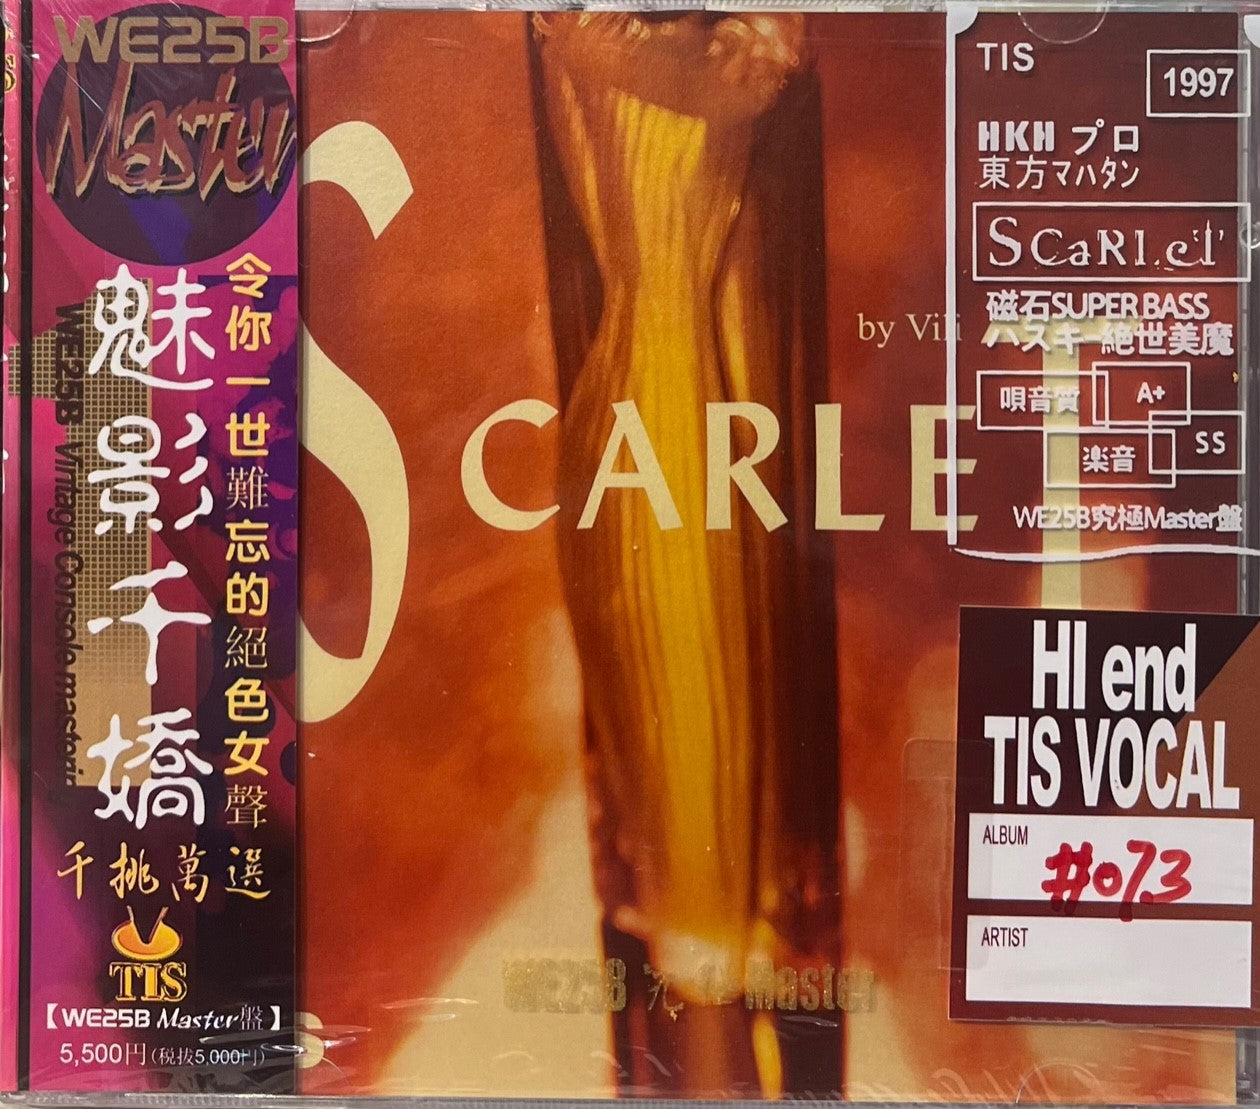 WE25B
Master
魅影千嬌
令你一世難忘的絕色女聲
WE25B Vintage Console mastering
千挑萬選
TIS
【WE25B Master盤】
5,500円(税抜5,000円)
SCARLET
by Vili
WE25B
Master
TIS
1997
HKH プロ
東方マハタン
SCaRLeT
磁石SUPER BASS
ハスキー絶世美魔
唄音質
A+
楽音
SS
WE25B究極Master盤
HI end
TIS VOCAL
ALBUM
#073
ARTIST